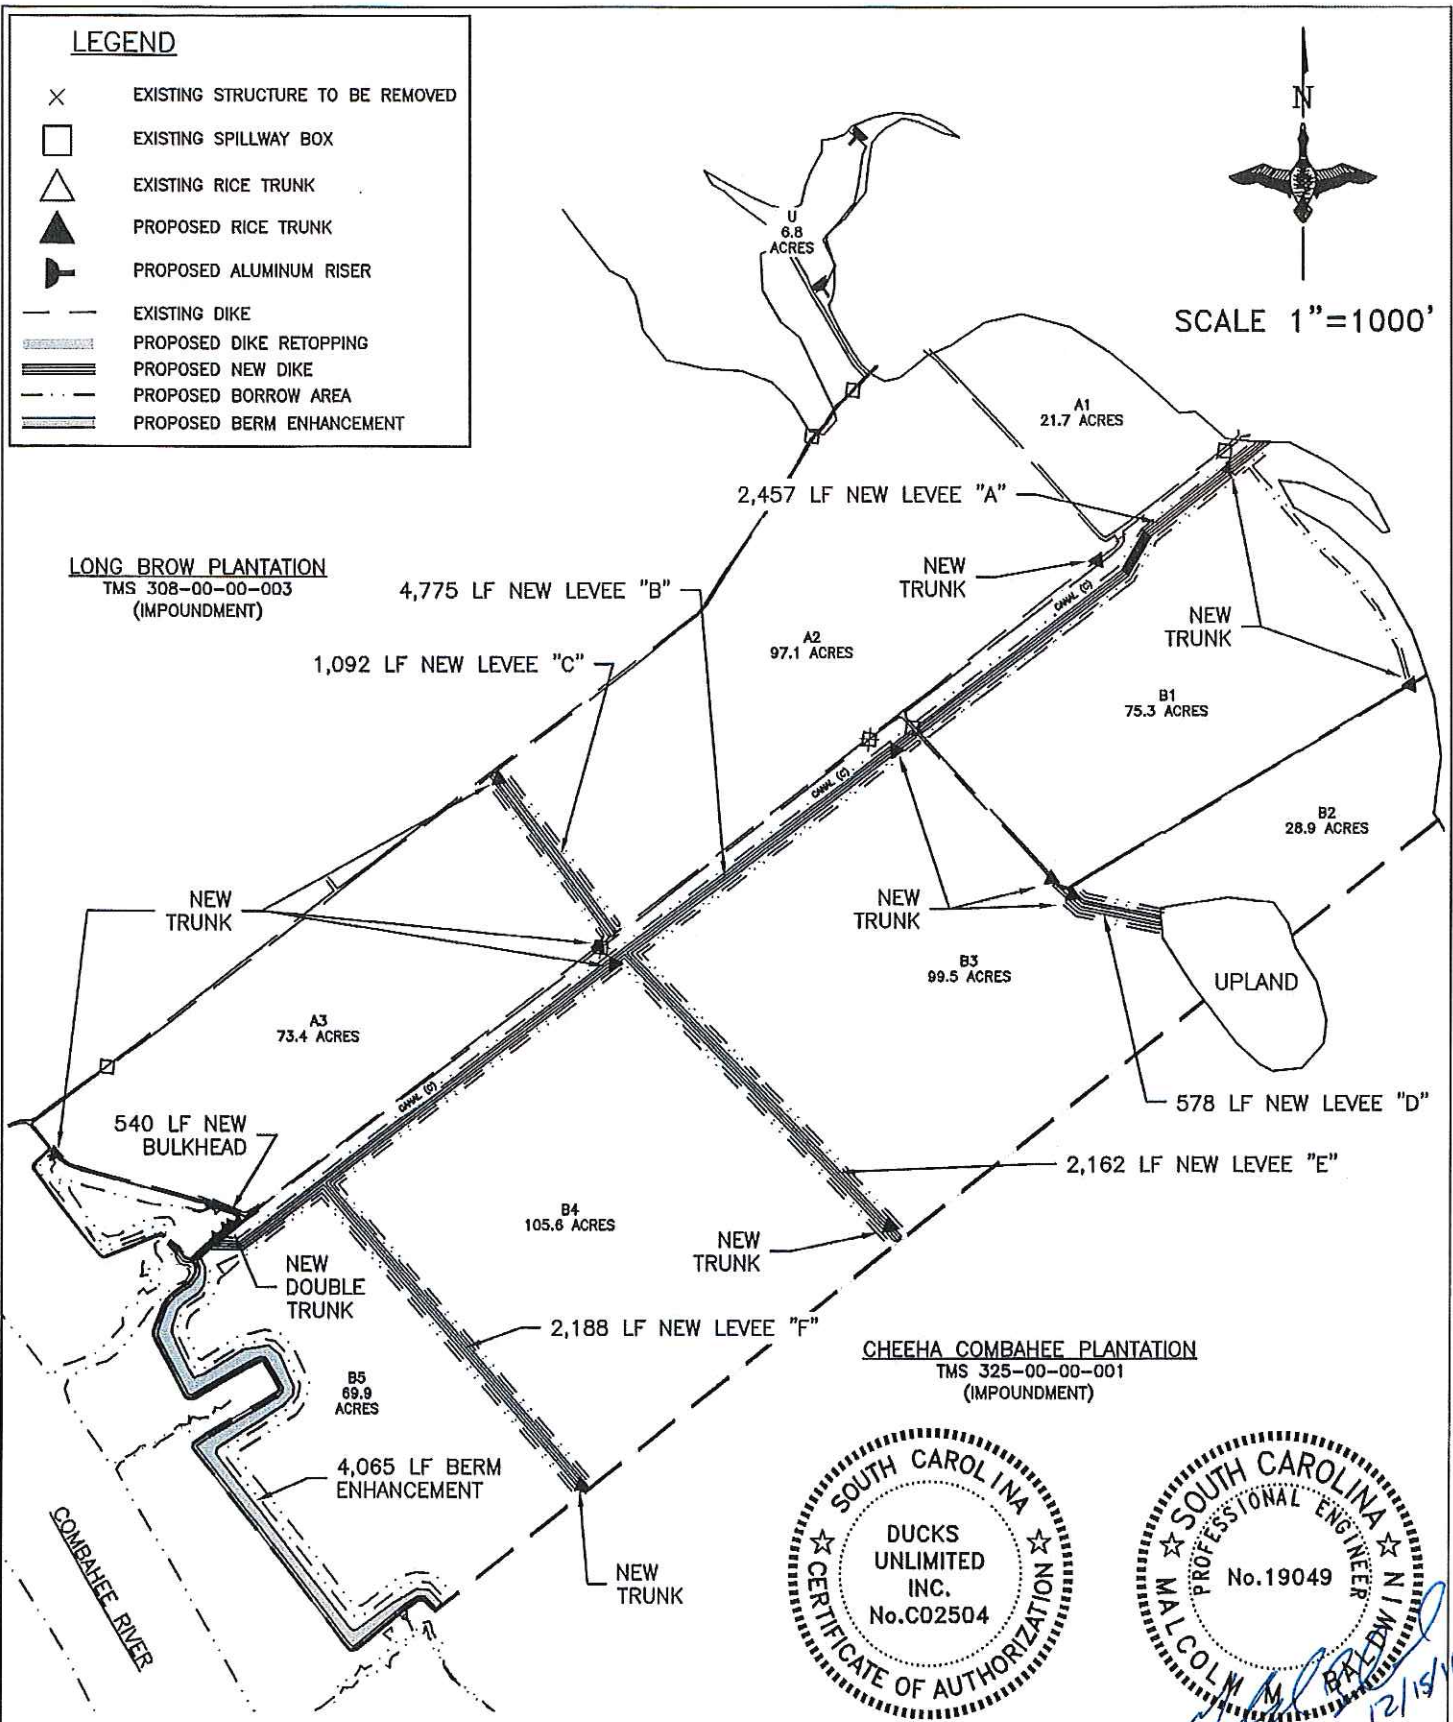 LEGEND
EXISTING STRUCTURE TO BE REMOVED
EXISTING SPILLWAY BOX
EXISTING RICE TRUNK
PROPOSED RICE TRUNK
PROPOSED ALUMINUM RISER
EXISTING DIKE
PROPOSED DIKE RETOPPING
PROPOSED NEW DIKE
PROPOSED BORROW AREA
PROPOSED BERM ENHANCEMENT
N
SCALE 1"=1000'
U
6.8
ACRES
A1
21.7 ACRES
2,457 LF NEW LEVEE "A"
LONG BROW PLANTATION
TMS 308-00-00-003
(IMPOUNDMENT)
4,775 LF NEW LEVEE "B"
NEW
TRUNK
CANAL (C)
NEW
TRUNK
1,092 LF NEW LEVEE "C"
A2
97.1 ACRES
B1
75.3 ACRES
CANAL (C)
B2
28.9 ACRES
NEW
TRUNK
NEW
TRUNK
B3
99.5 ACRES
UPLAND
A3
73.4 ACRES
CANAL (C)
578 LF NEW LEVEE "D"
540 LF NEW
BULKHEAD
2,162 LF NEW LEVEE "E"
B4
105.6 ACRES
NEW
TRUNK
NEW
DOUBLE
TRUNK
2,188 LF NEW LEVEE "F"
CHEEHA COMBAHEE PLANTATION
TMS 325-00-00-001
(IMPOUNDMENT)
B5
69.9
ACRES
4,065 LF BERM
ENHANCEMENT
COMBAHEE RIVER
NEW
TRUNK
SOUTH CAROLINA
DUCKS
UNLIMITED
INC.
No.C02504
CERTIFICATE OF AUTHORIZATION
SOUTH CAROLINA
PROFESSIONAL ENGINEER
No.19049
MALCOLM M. BALDWIN